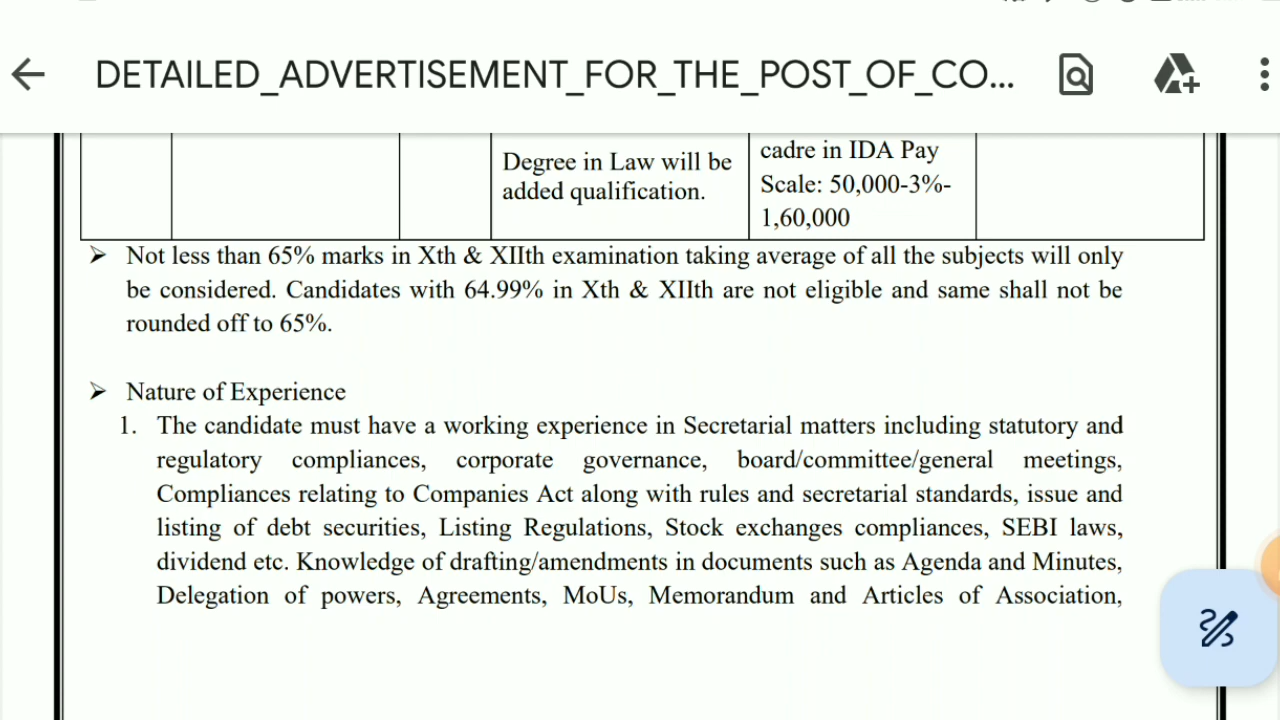 DETAILED_ADVERTISEMENT_FOR_THE_POST_OF_CO...
Degree in Law will be
added qualification.
cadre in IDA Pay
Scale: 50,000-3%-
1,60,000
➢ Not less than 65% marks in Xth & XIIth examination taking average of all the subjects will only
be considered. Candidates with 64.99% in Xth & XIIth are not eligible and same shall not be
rounded off to 65%.
➢ Nature of Experience
1. The candidate must have a working experience in Secretarial matters including statutory and
regulatory compliances, corporate governance, board/committee/general meetings,
Compliances relating to Companies Act along with rules and secretarial standards, issue and
listing of debt securities, Listing Regulations, Stock exchanges compliances, SEBI laws,
dividend etc. Knowledge of drafting/amendments in documents such as Agenda and Minutes,
Delegation of powers, Agreements, MoUs, Memorandum and Articles of Association,